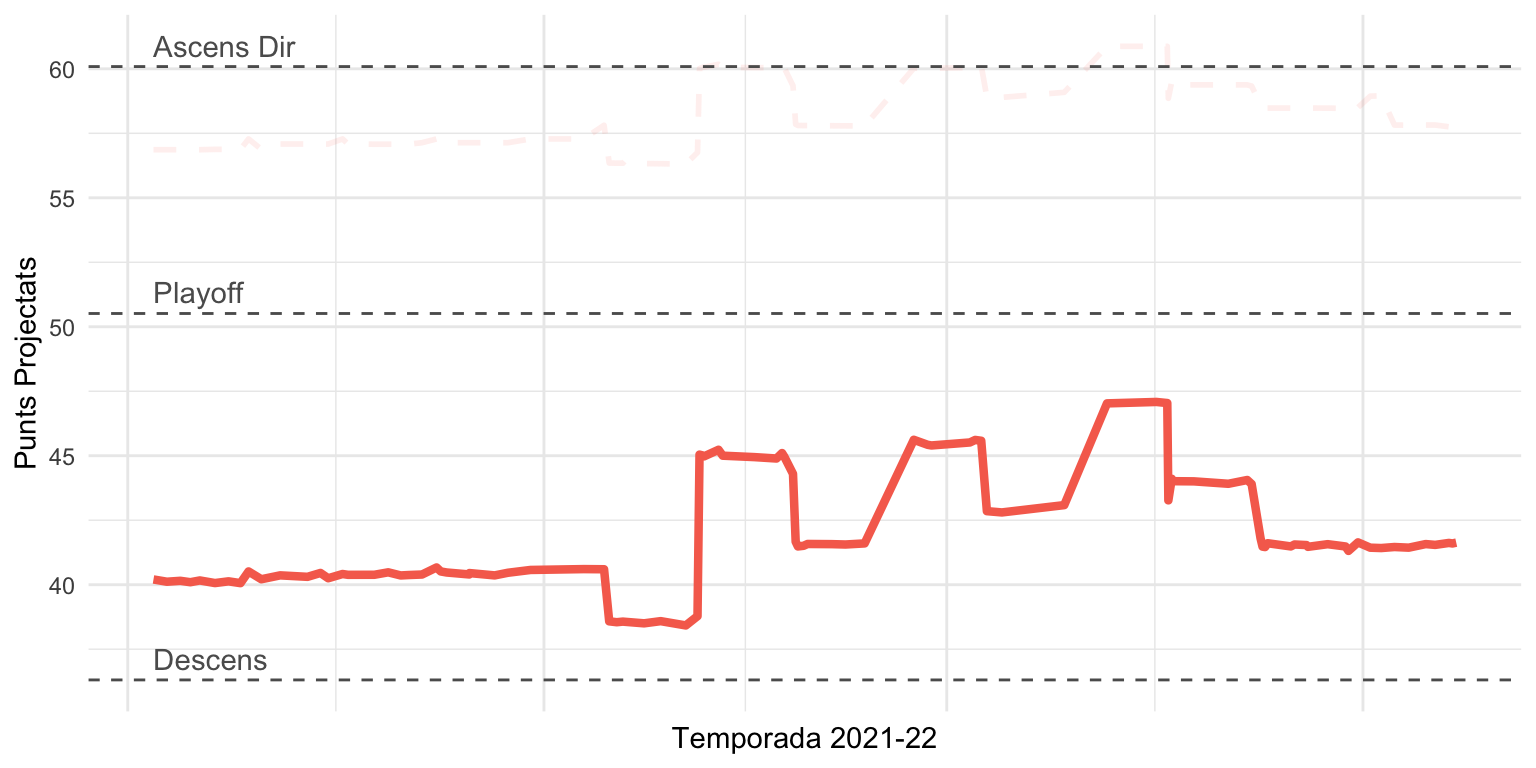 Ascens Dir
60
55
Playoff
50
45
40
Descens
Punts Projectats
Temporada 2021-22